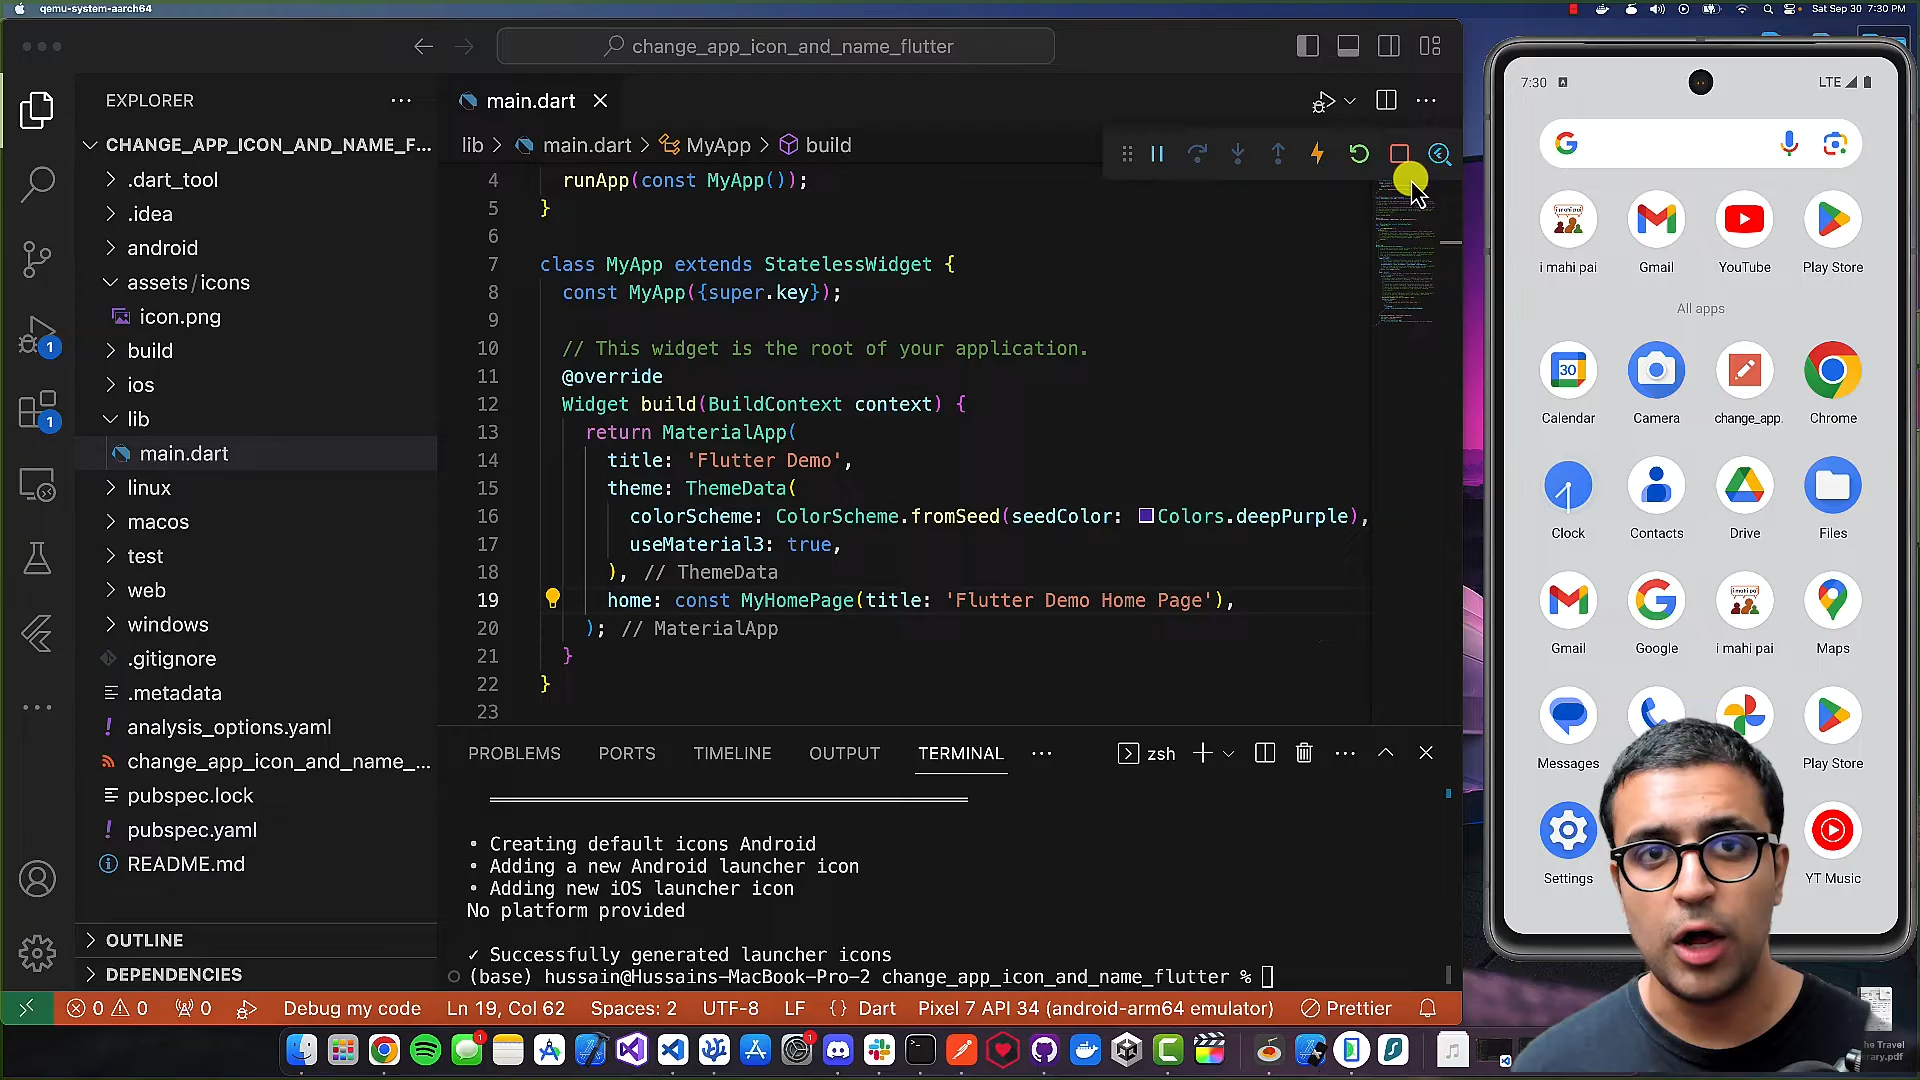 qemu-system-aarch64
Sat Sep 30 7:30 PM
change_app_icon_and_name_flutter
EXPLORER
CHANGE_APP_ICON_AND_NAME_F...
.dart_tool
.idea
android
assets/icons
icon.png
build
ios
lib
main.dart
linux
macos
test
web
windows
.gitignore
.metadata
analysis_options.yaml
change_app_icon_and_name_...
pubspec.lock
pubspec.yaml
README.md
OUTLINE
DEPENDENCIES
1
1
main.dart
lib > main.dart > MyApp > build
4 runApp(const MyApp());
5 }
6
7 class MyApp extends StatelessWidget {
8 const MyApp({super.key});
9
10 // This widget is the root of your application.
11 @override
12 Widget build(BuildContext context) {
13 return MaterialApp(
14 title: 'Flutter Demo',
15 theme: ThemeData(
16 colorScheme: ColorScheme.fromSeed(seedColor: Colors.deepPurple),
17 useMaterial3: true,
18 ), // ThemeData
19 home: const MyHomePage(title: 'Flutter Demo Home Page'),
20 ); // MaterialApp
21 }
22 }
23
PROBLEMS PORTS TIMELINE OUTPUT TERMINAL zsh
• Creating default icons Android
• Adding a new Android launcher icon
• Adding new iOS launcher icon
No platform provided
✓ Successfully generated launcher icons
(base) hussain@Hussains-MacBook-Pro-2 change_app_icon_and_name_flutter %
0 0 0 Debug my code Ln 19, Col 62 Spaces: 2 UTF-8 LF {} Dart Pixel 7 API 34 (android-arm64 emulator) Prettier
7:30 LTE
i mahi pai Gmail YouTube Play Store
All apps
30
Calendar Camera change_app. Chrome
Clock Contacts Drive Files
Gmail Google i mahi pai Maps
Messages Play Store
Settings YT Music